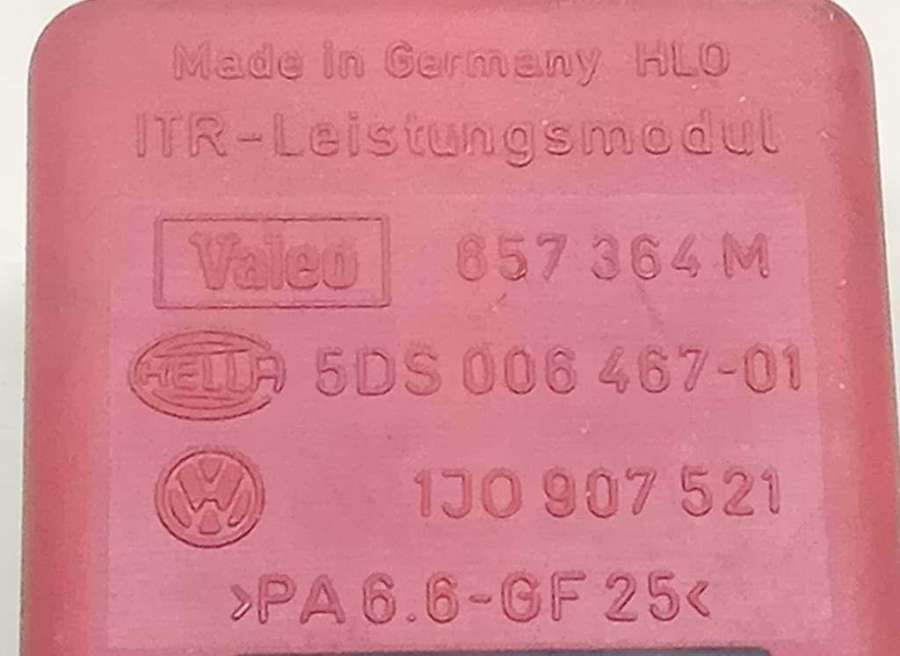 Made in Germany HLO
ITR-Leistungsmodul
Valeo 657 364 M
HELLA 5DS 006 467-01
VW 1J0 907 521
>PA 6.6-GF 25<